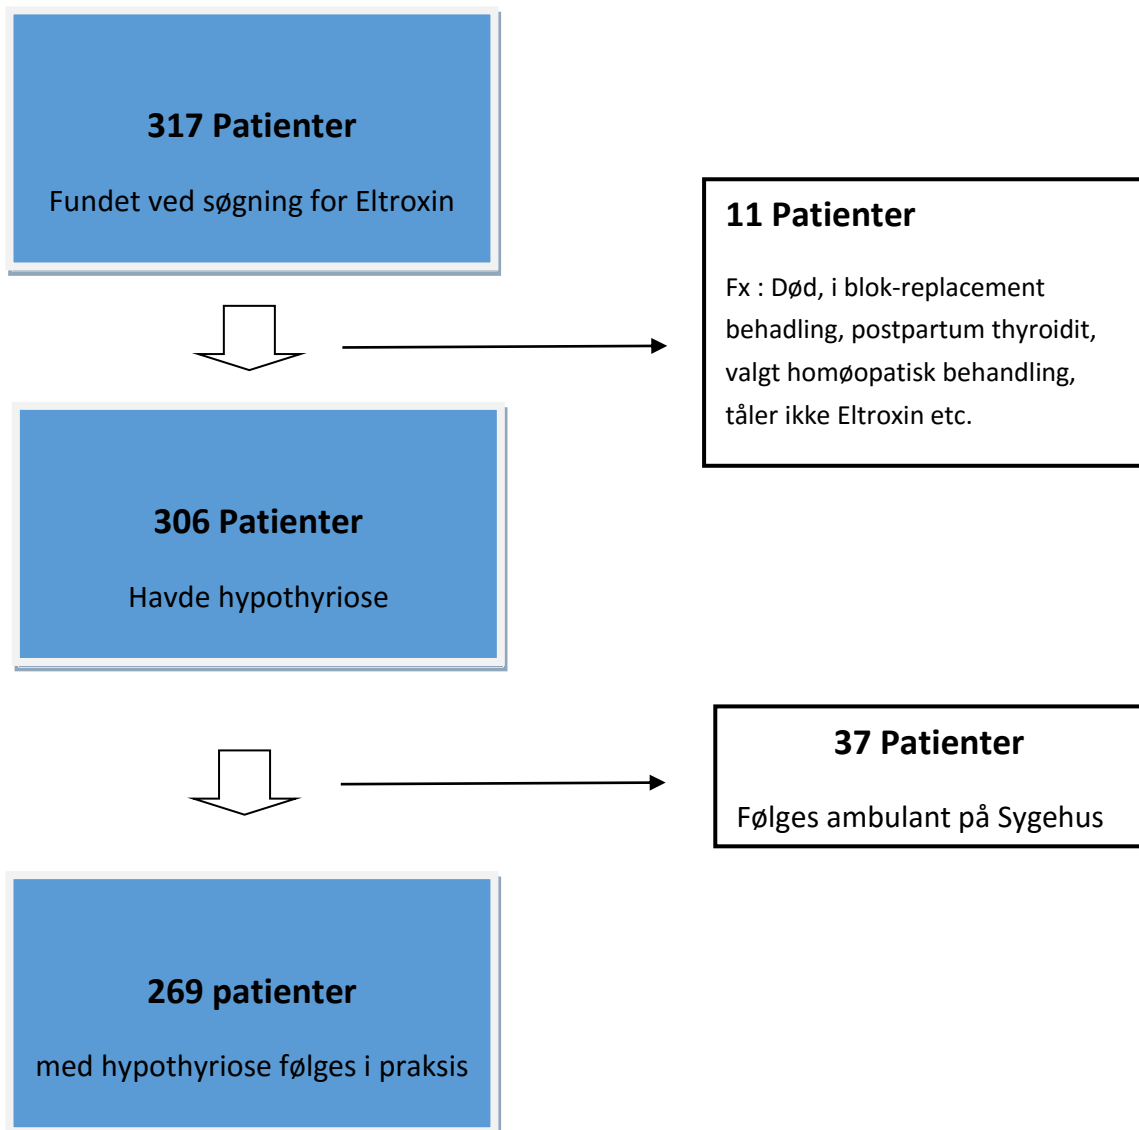 317 Patienter
Fundet ved søgning for Eltroxin
11 Patienter
Fx : Død, i blok-replacement
behadling, postpartum thyroidit,
valgt homøopatisk behandling,
tåler ikke Eltroxin etc.
306 Patienter
Havde hypothyriose
37 Patienter
Følges ambulant på Sygehus
269 patienter
med hypothyriose følges i praksis